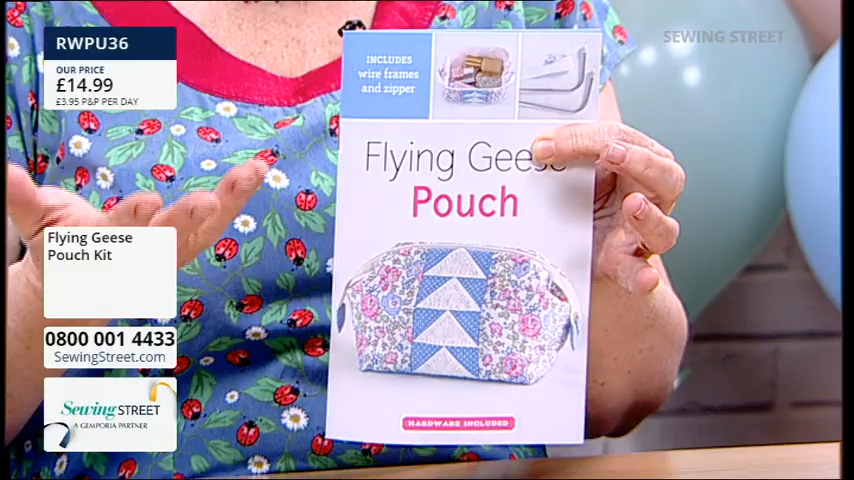 RWPU36
OUR PRICE
£14.99
£3.95 P&P PER DAY
Flying Geese
Pouch Kit
0800 001 4433
SewingStreet.com
Sewing STREET
A GEMPORIA PARTNER
SEWING STREET
INCLUDES
wire frames
and zipper
Flying Geese
Pouch
HARDWARE INCLUDED